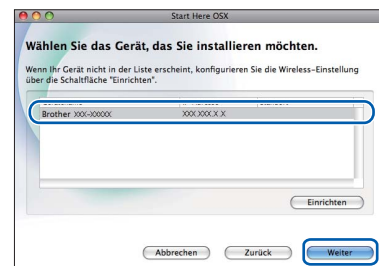 Start Here OSX
Wählen Sie das Gerät, das Sie installieren möchten.
Wenn Ihr Gerät nicht in der Liste erscheint, konfigurieren Sie die Wireless-Einstellung
über die Schaltfläche "Einrichten".
Brother XXX-XXXXX XXX.XXX.X.X
Einrichten
Abbrechen Zurück Weiter